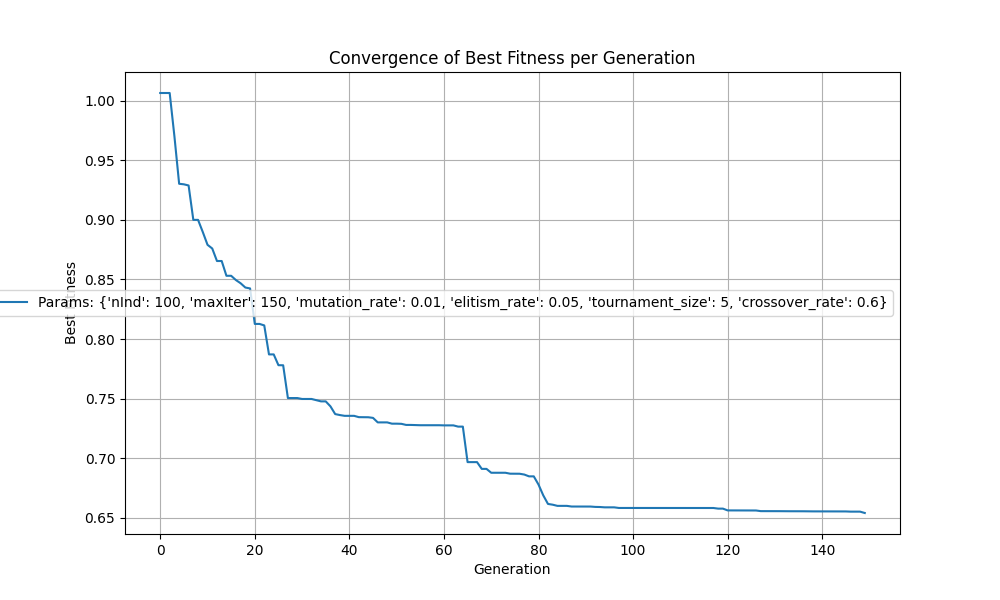 Convergence of Best Fitness per Generation
1.00
0.95
0.90
0.85
0.80
0.75
0.70
0.65
Best
Params: {'nInd': 100, 'maxIter': 150, 'mutation_rate': 0.01, 'elitism_rate': 0.05, 'tournament_size': 5, 'crossover_rate': 0.6}
0 20 40 60 80 100 120 140
Generation